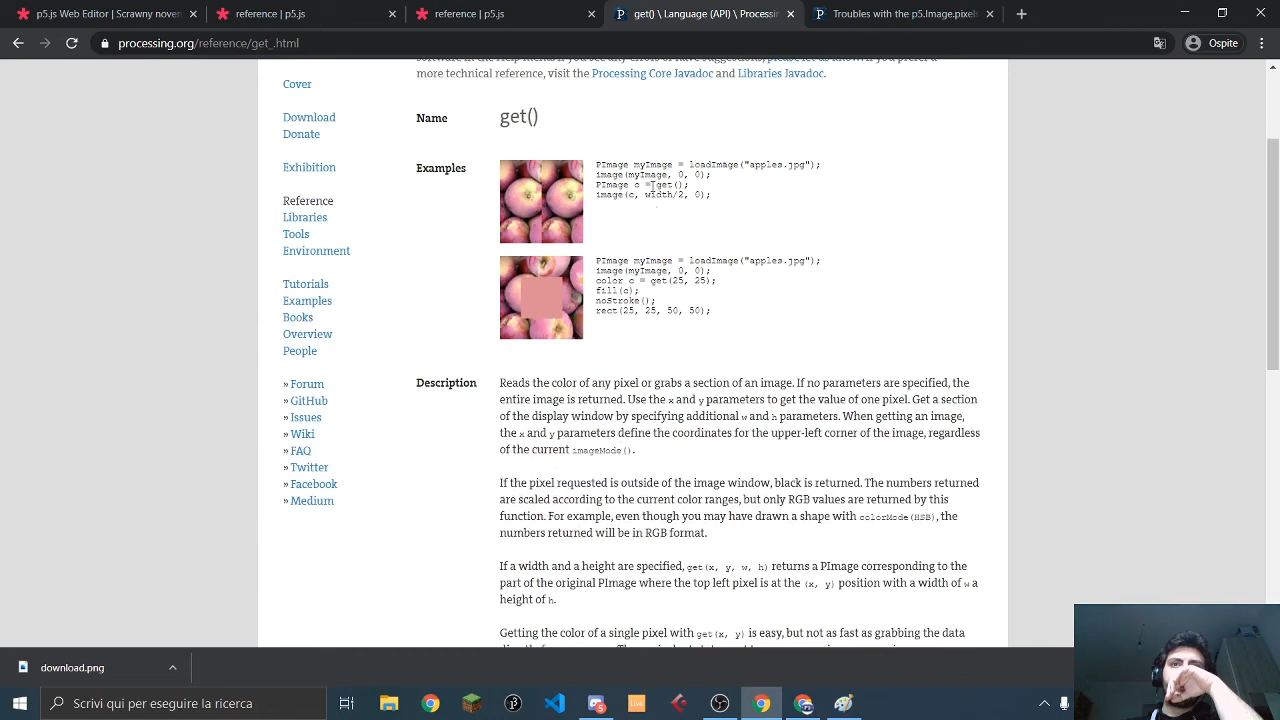 p5.js Web Editor | Scrawny noven
reference | p5.js
reference | p5.js
get() \ Language (API) \ Processin
Troubles with the p5.Image.pixels
processing.org/reference/get_.html
Ospite
more technical reference, visit the Processing Core Javadoc and Libraries Javadoc.
Cover
Download
Donate
Exhibition
Reference
Libraries
Tools
Environment
Tutorials
Examples
Books
Overview
People
» Forum
» GitHub
» Issues
» Wiki
» FAQ
» Twitter
» Facebook
» Medium
Name
get()
Examples
PImage myImage = loadImage("apples.jpg");
image(myImage, 0, 0);
PImage c = get();
image(c, width/2, 0);
PImage myImage = loadImage("apples.jpg");
image(myImage, 0, 0);
color c = get(25, 25);
fill(c);
noStroke();
rect(25, 25, 50, 50);
Description
Reads the color of any pixel or grabs a section of an image. If no parameters are specified, the
entire image is returned. Use the x and y parameters to get the value of one pixel. Get a section
of the display window by specifying additional w and h parameters. When getting an image,
the x and y parameters define the coordinates for the upper-left corner of the image, regardless
of the current imageMode().
If the pixel requested is outside of the image window, black is returned. The numbers returned
are scaled according to the current color ranges, but only RGB values are returned by this
function. For example, even though you may have drawn a shape with colorMode(HSB), the
numbers returned will be in RGB format.
If a width and a height are specified, get(x, y, w, h) returns a PImage corresponding to the
part of the original PImage where the top left pixel is at the (x, y) position with a width of w a
height of h.
Getting the color of a single pixel with get(x, y) is easy, but not as fast as grabbing the data
download.png
Scrivi qui per eseguire la ricerca
Live
5